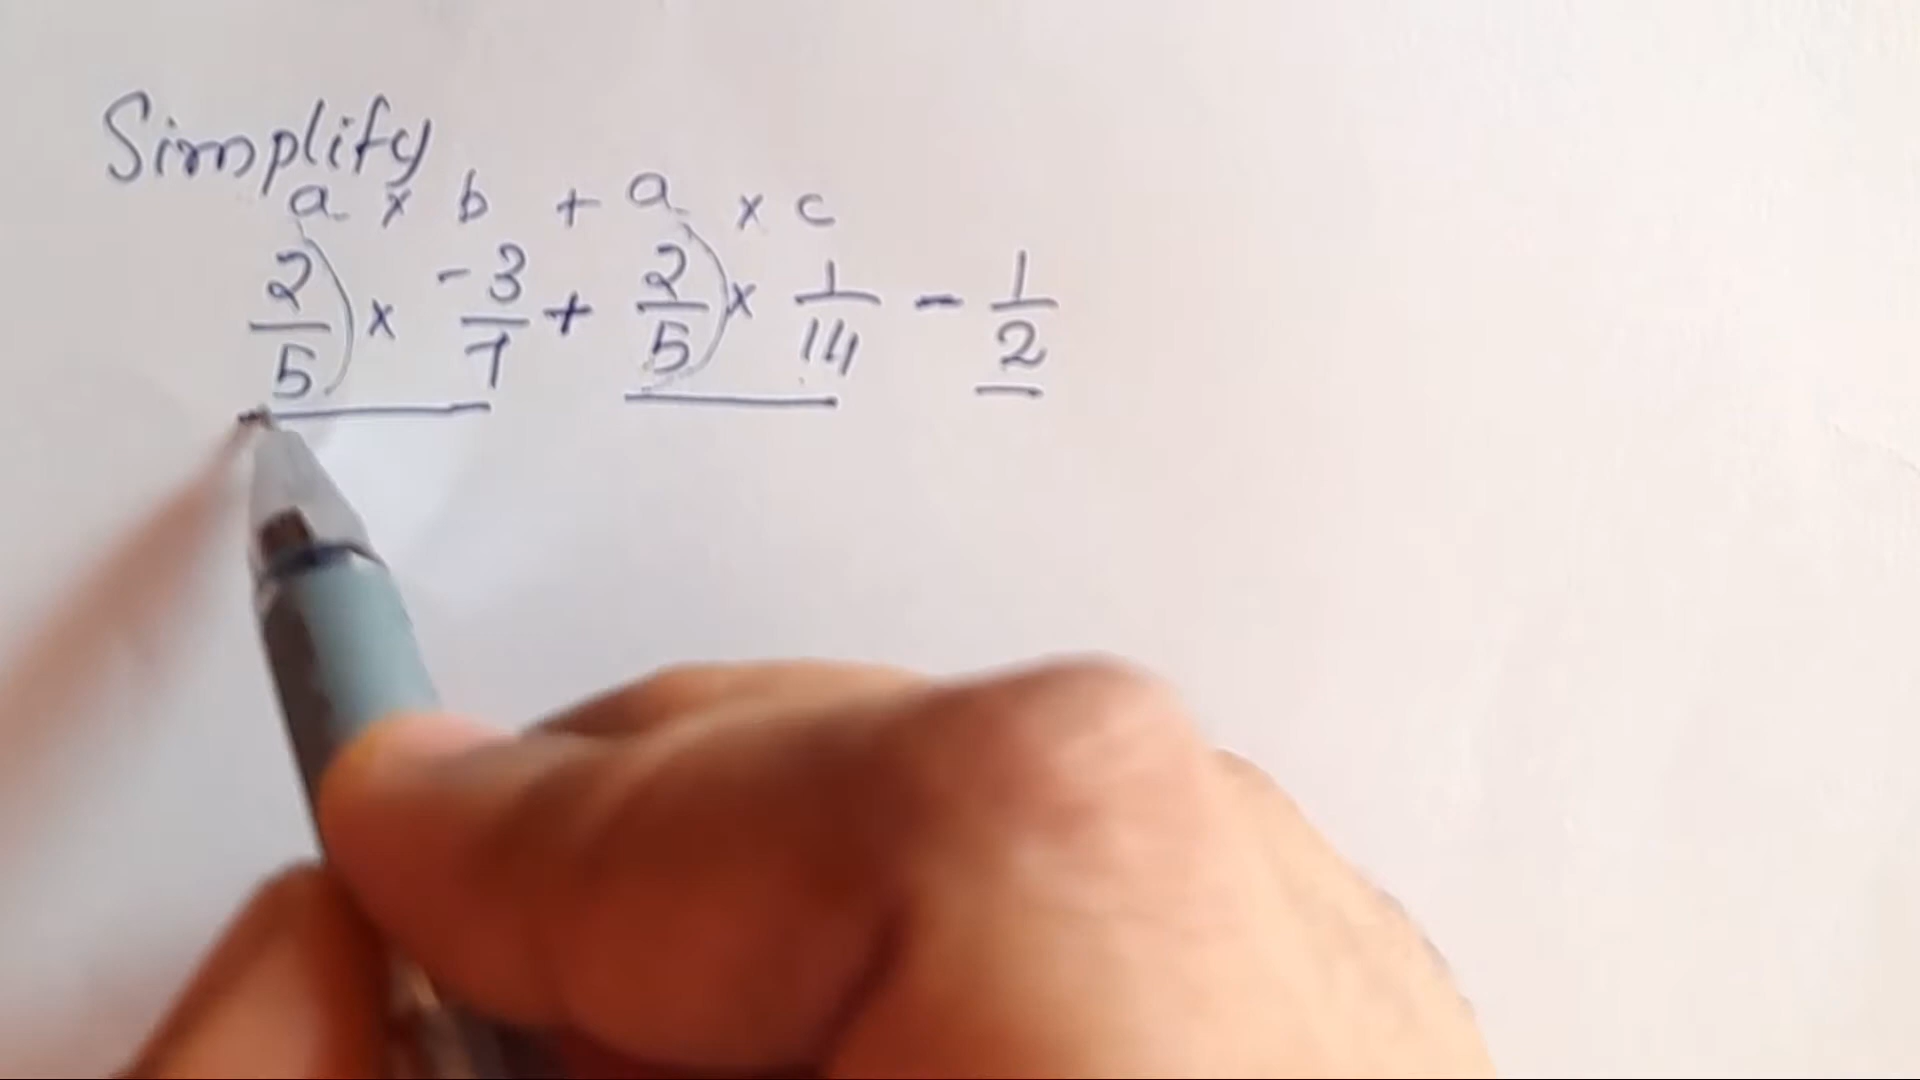 Simplify
a × b + a × c
2/5) × -3/7 + 2/5) × 1/14 - 1/2